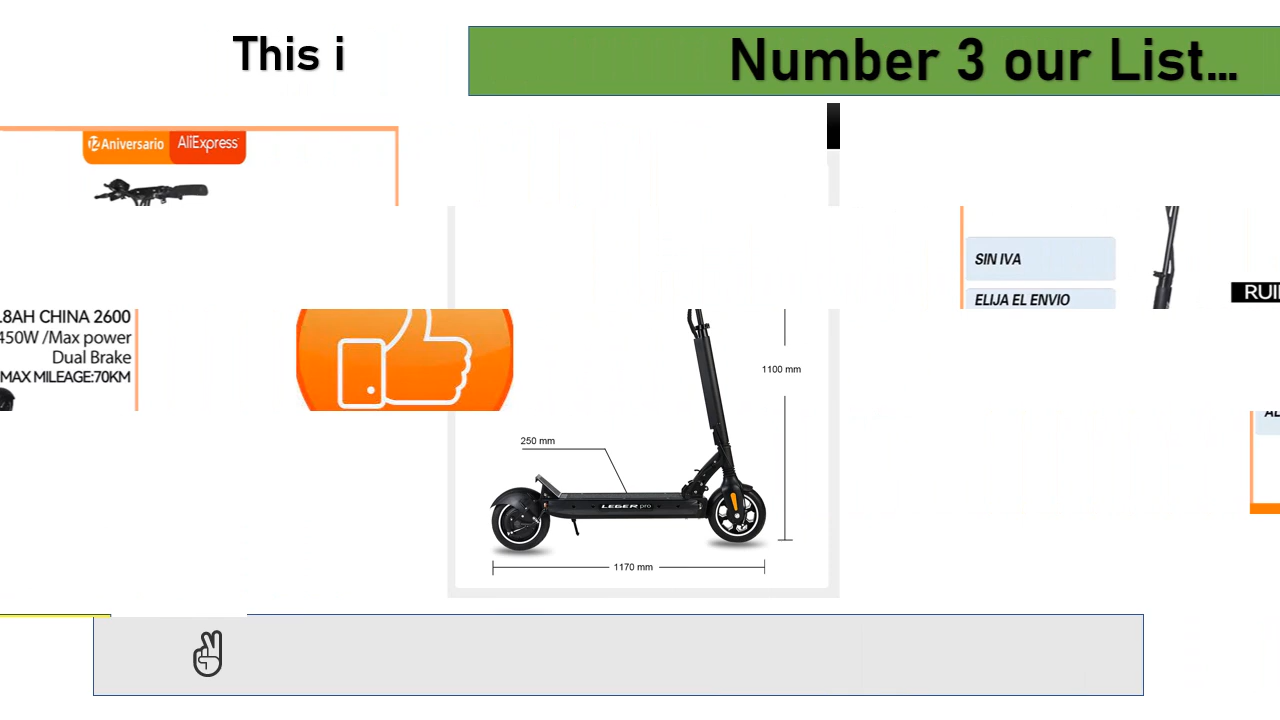 This i
Number 3 our List...
12 Aniversario AliExpress
SIN IVA
ELIJA EL ENVIO
8AH CHINA 2600
450W /Max power
Dual Brake
MAX MILEAGE:70KM
1100 mm
250 mm
LEGER pro
1170 mm